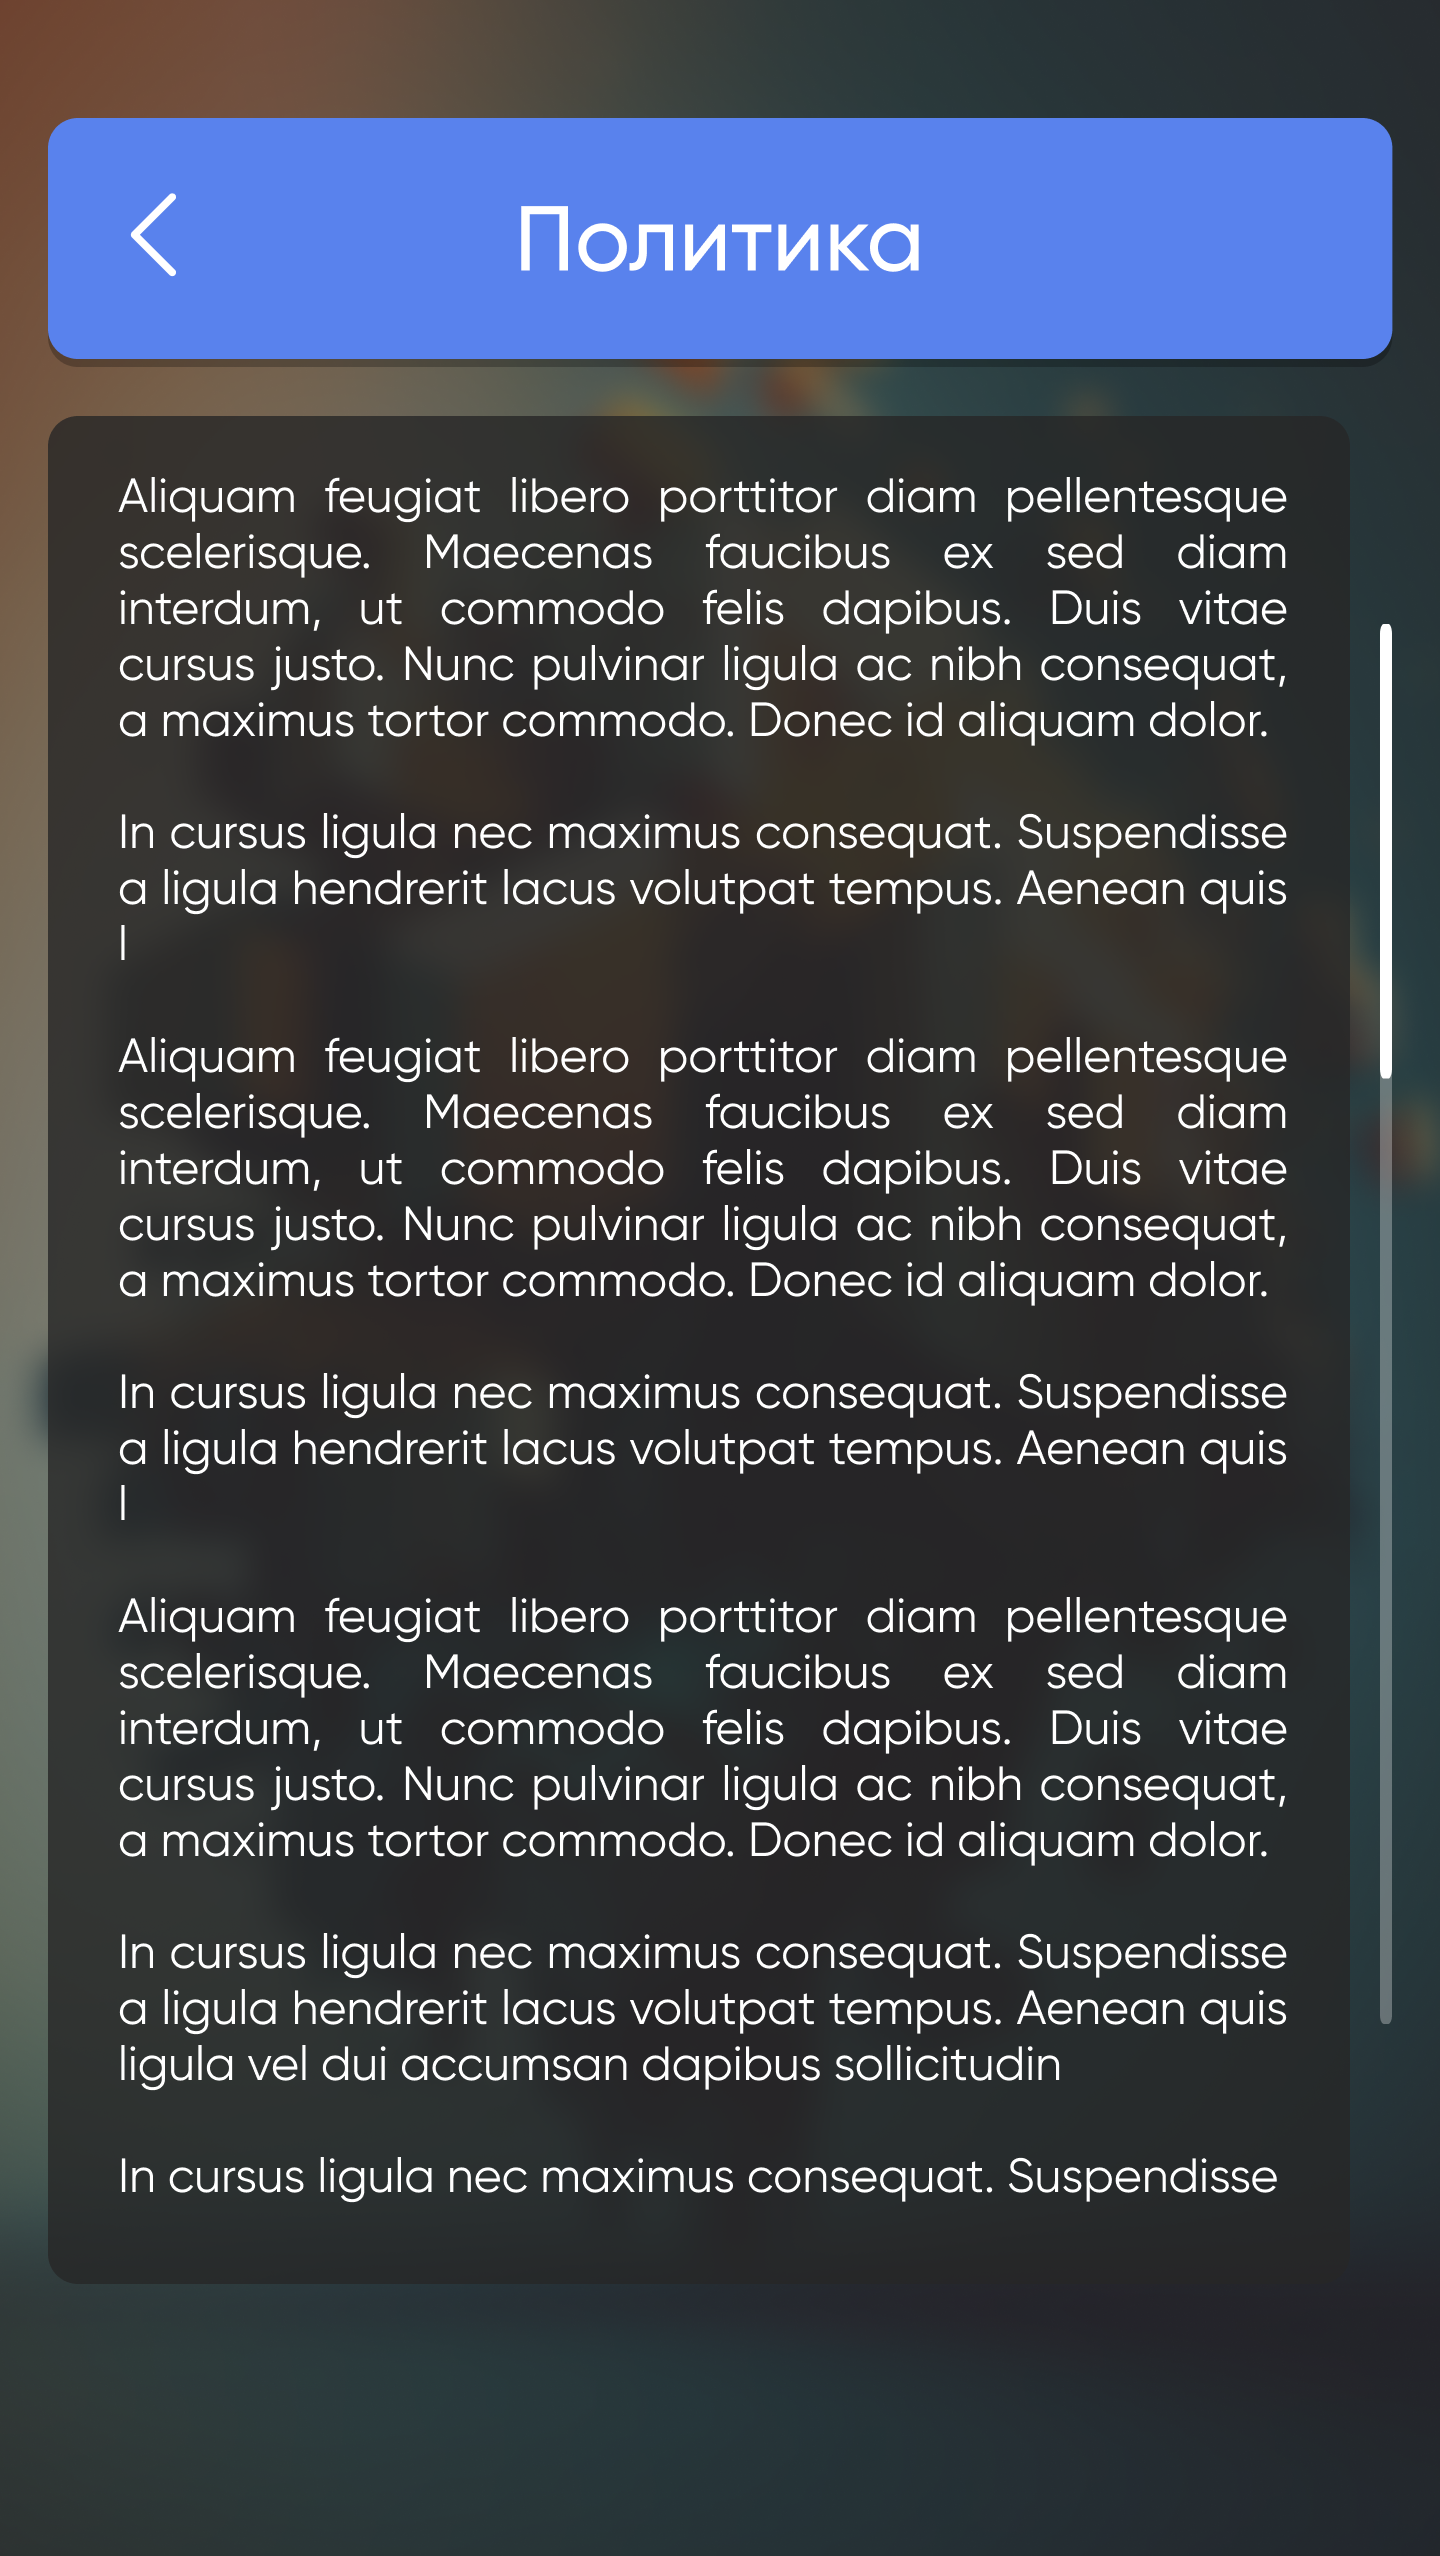 Политика
Aliquam feugiat libero porttitor diam pellentesque
scelerisque. Maecenas faucibus ex sed diam
interdum, ut commodo felis dapibus. Duis vitae
cursus justo. Nunc pulvinar ligula ac nibh consequat,
a maximus tortor commodo. Donec id aliquam dolor.
In cursus ligula nec maximus consequat. Suspendisse
a ligula hendrerit lacus volutpat tempus. Aenean quis
l
Aliquam feugiat libero porttitor diam pellentesque
scelerisque. Maecenas faucibus ex sed diam
interdum, ut commodo felis dapibus. Duis vitae
cursus justo. Nunc pulvinar ligula ac nibh consequat,
a maximus tortor commodo. Donec id aliquam dolor.
In cursus ligula nec maximus consequat. Suspendisse
a ligula hendrerit lacus volutpat tempus. Aenean quis
l
Aliquam feugiat libero porttitor diam pellentesque
scelerisque. Maecenas faucibus ex sed diam
interdum, ut commodo felis dapibus. Duis vitae
cursus justo. Nunc pulvinar ligula ac nibh consequat,
a maximus tortor commodo. Donec id aliquam dolor.
In cursus ligula nec maximus consequat. Suspendisse
a ligula hendrerit lacus volutpat tempus. Aenean quis
ligula vel dui accumsan dapibus sollicitudin
In cursus ligula nec maximus consequat. Suspendisse